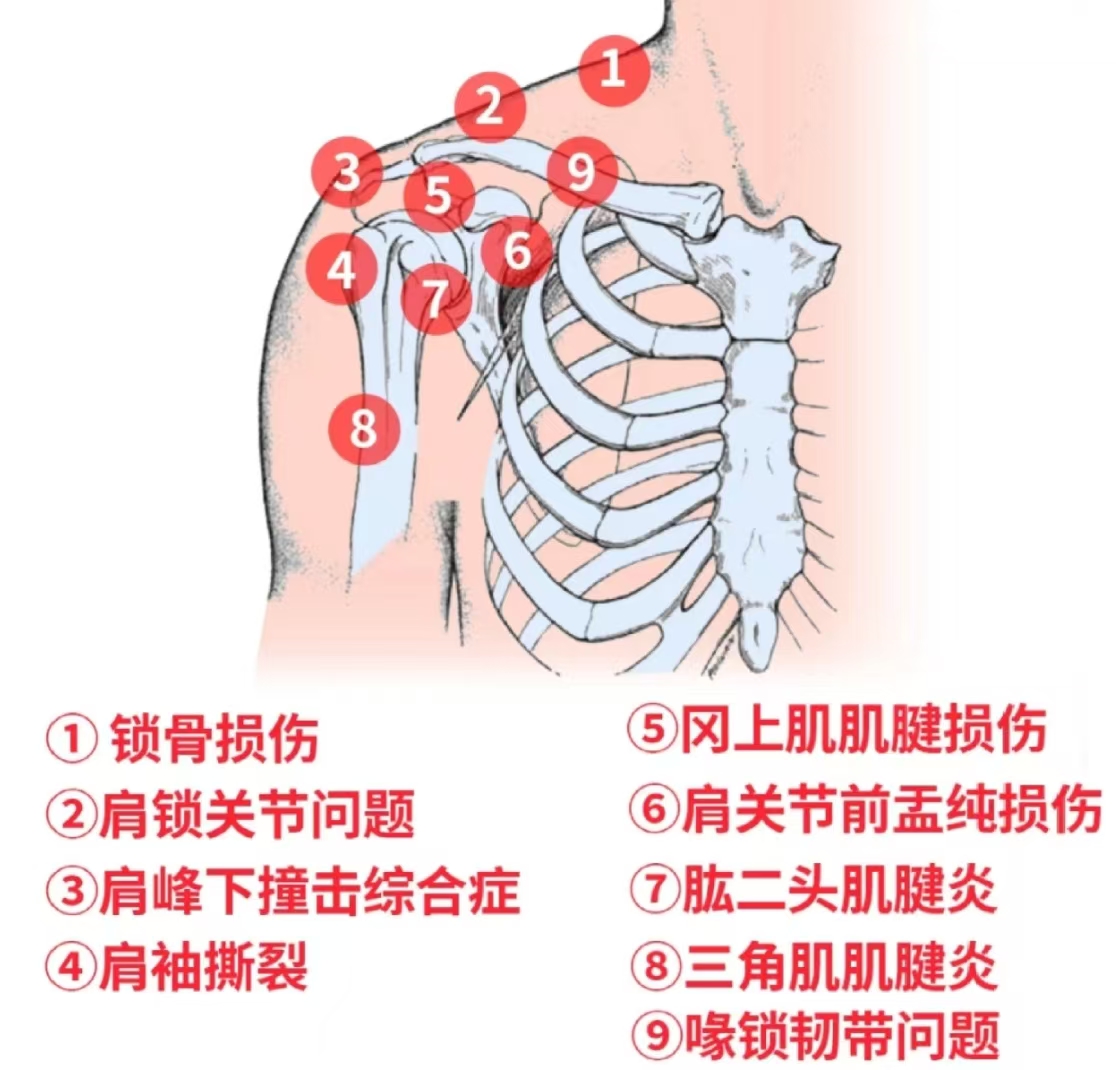 1
2
3
9
5
6
4
7
8
① 锁骨损伤
②肩锁关节问题
③肩峰下撞击综合症
④肩袖撕裂
⑤冈上肌肌腱损伤
⑥肩关节前盂纯损伤
⑦肱二头肌腱炎
⑧三角肌肌腱炎
⑨喙锁韧带问题